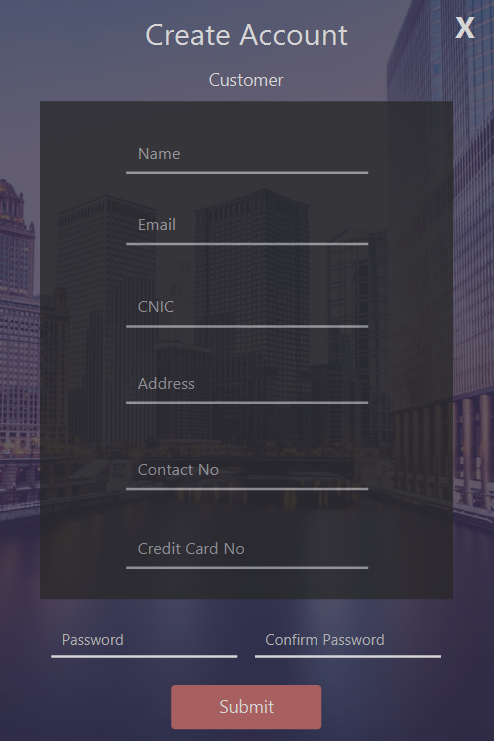 Create Account
X
Customer
Name
Email
CNIC
Address
Contact No
Credit Card No
Password
Confirm Password
Submit